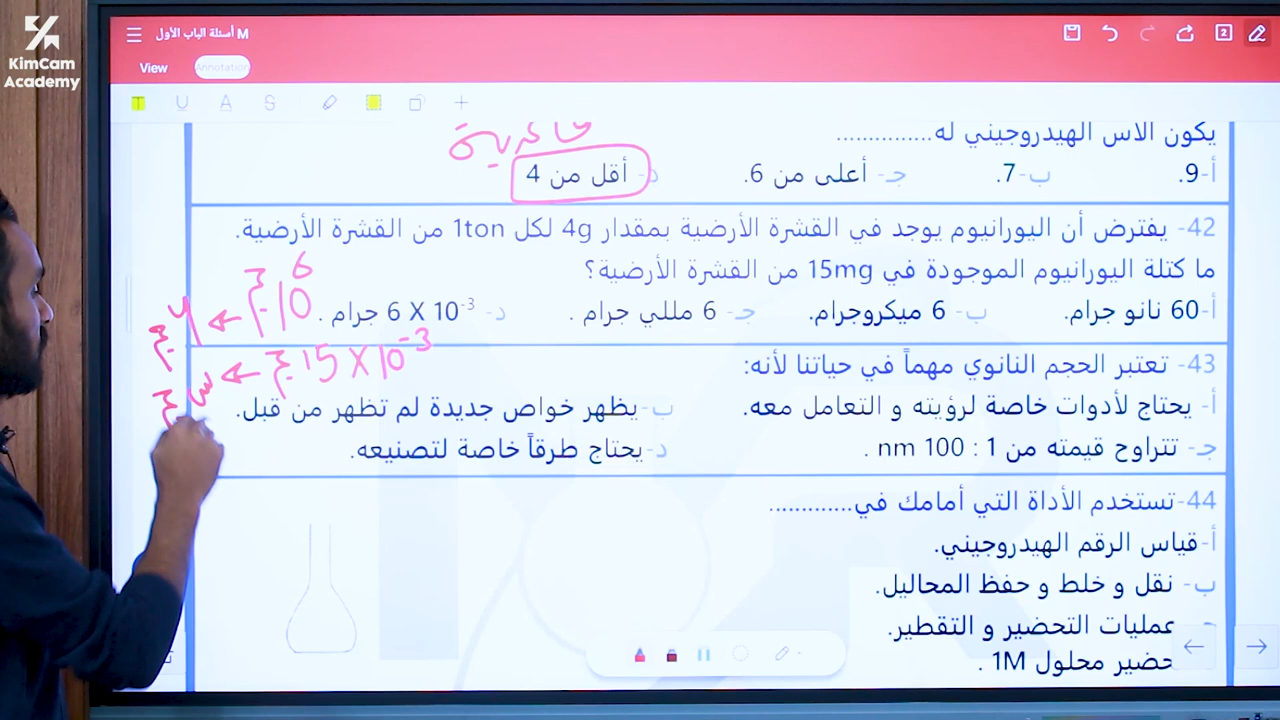 KimCam
Academy
أسئلة الباب الأول M
View
Annotation
يكون الاس الهيدروجيني له...............
أ-9.
ب-7.
جـ- أعلى من 6.
د- أقل من 4
42- يفترض أن اليورانيوم يوجد في القشرة الأرضية بمقدار 4g لكل 1ton من القشرة الأرضية.
ما كتلة اليورانيوم الموجودة في 15mg من القشرة الأرضية؟
أ-60 نانو جرام.
ب- 6 ميكروجرام.
جـ- 6 مللي جرام .
د- 6 X 10⁻³ جرام .
4 جم ← 10⁶ جم
س جم ← 15 X 10⁻³ جم
43- تعتبر الحجم النانوي مهماً في حياتنا لأنه:
أ- يحتاج لأدوات خاصة لرؤيته و التعامل معه.
ب-يظهر خواص جديدة لم تظهر من قبل.
جـ- تتراوح قيمته من 1 : 100 nm .
د-يحتاج طرقاً خاصة لتصنيعه.
44-تستخدم الأداة التي أمامك في.............
أ-قياس الرقم الهيدروجيني.
ب- نقل و خلط و حفظ المحاليل.
عمليات التحضير و التقطير.
حضير محلول 1M .